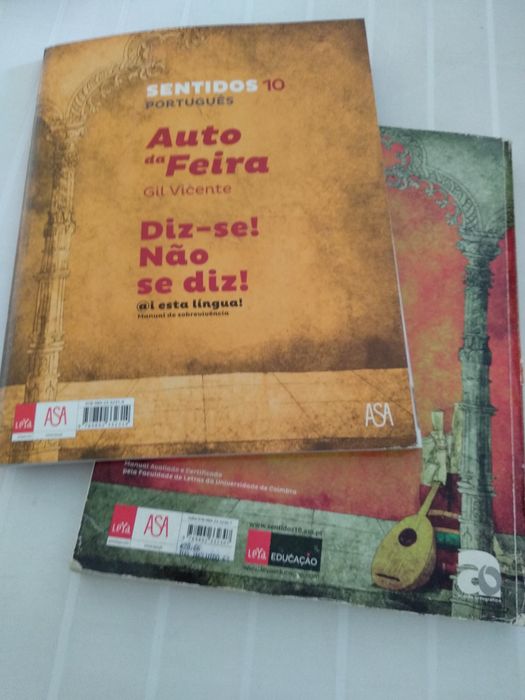 SENTIDOS 10
PORTUGUÊS
Auto
da Feira
Gil Vicente
Diz-se!
Não
se diz!
@i esta língua!
Manual de sobrevivência
LeYa
ASA
ASA
Manual Avaliado e Certificado
pela Faculdade de Letras da Universidade de Coimbra
LeYa
ASA
www.sentidos10.asa.pt
LeYa EDUCAÇÃO